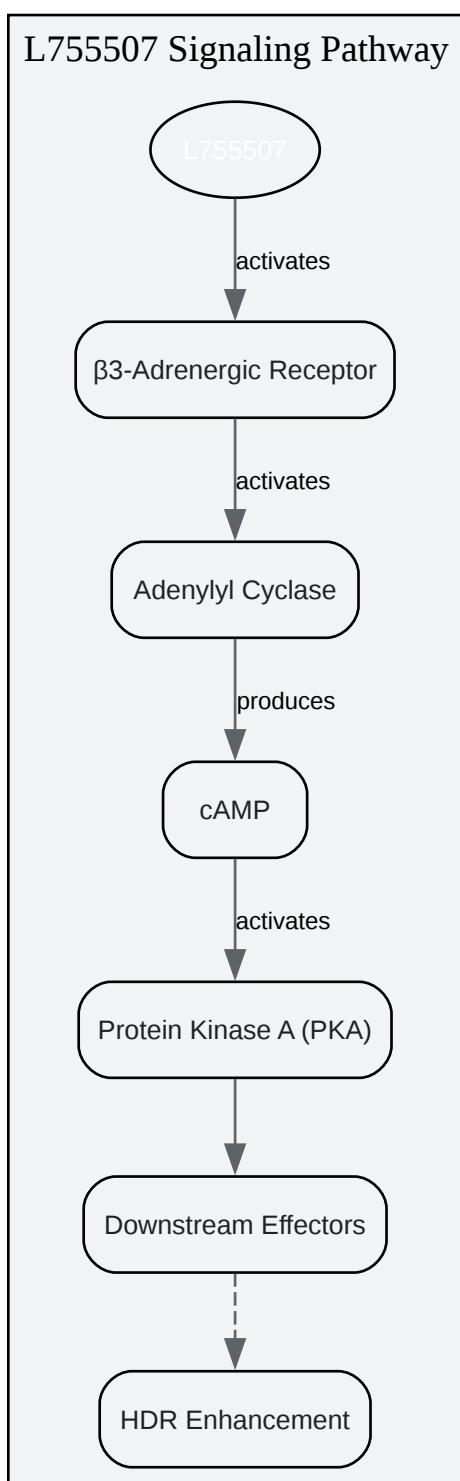 L755507 Signaling Pathway
L755507
activates
β3-Adrenergic Receptor
activates
Adenylyl Cyclase
produces
cAMP
activates
Protein Kinase A (PKA)
Downstream Effectors
HDR Enhancement